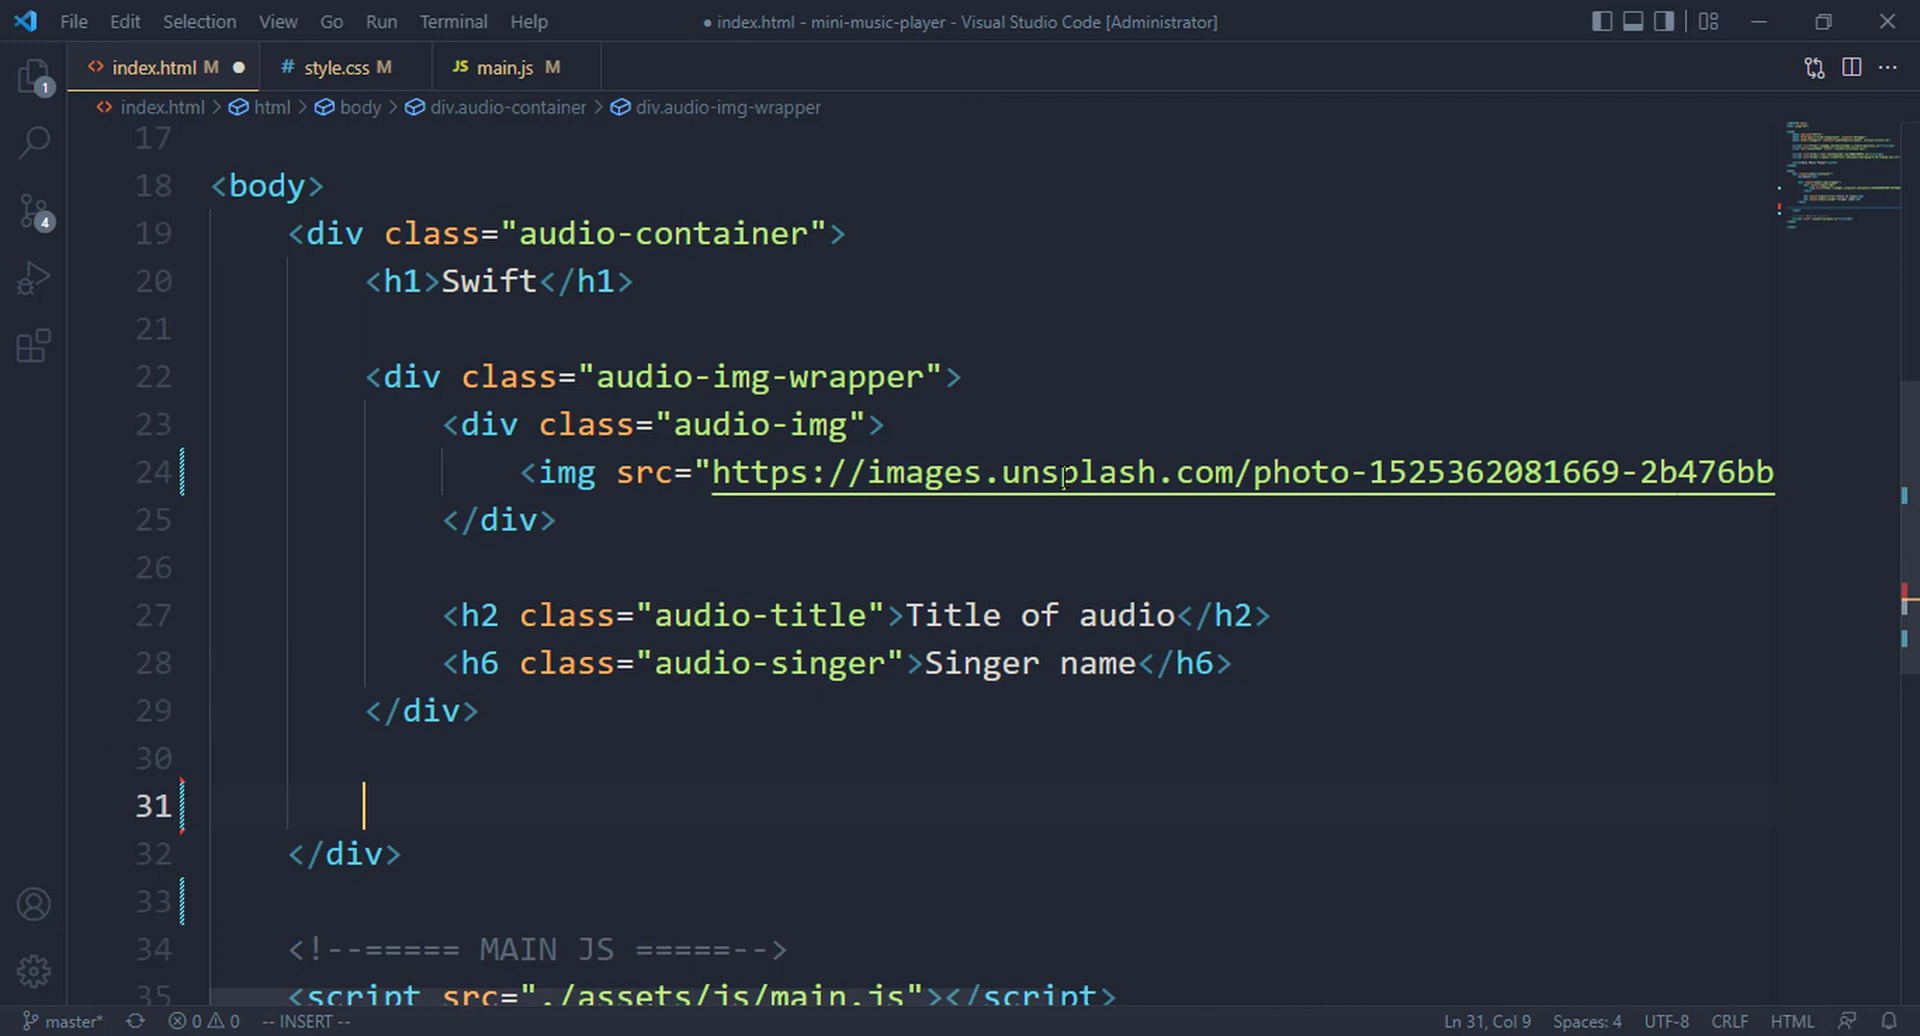 File Edit Selection View Go Run Terminal Help ● index.html - mini-music-player - Visual Studio Code [Administrator]
<> index.html M ● # style.css M JS main.js M ···
<> index.html > html > body > div.audio-container > div.audio-img-wrapper
1
4
17
18 <body>
19 <div class="audio-container">
20 <h1>Swift</h1>
21
22 <div class="audio-img-wrapper">
23 <div class="audio-img">
24 <img src="https://images.unsplash.com/photo-1525362081669-2b476bb
25 </div>
26
27 <h2 class="audio-title">Title of audio</h2>
28 <h6 class="audio-singer">Singer name</h6>
29 </div>
30
31
32 </div>
33
34 <!--===== MAIN JS =====-->
35 <script src="./assets/js/main.js"></script>
master* 0 0 -- INSERT -- Ln 31, Col 9 Spaces: 4 UTF-8 CRLF HTML